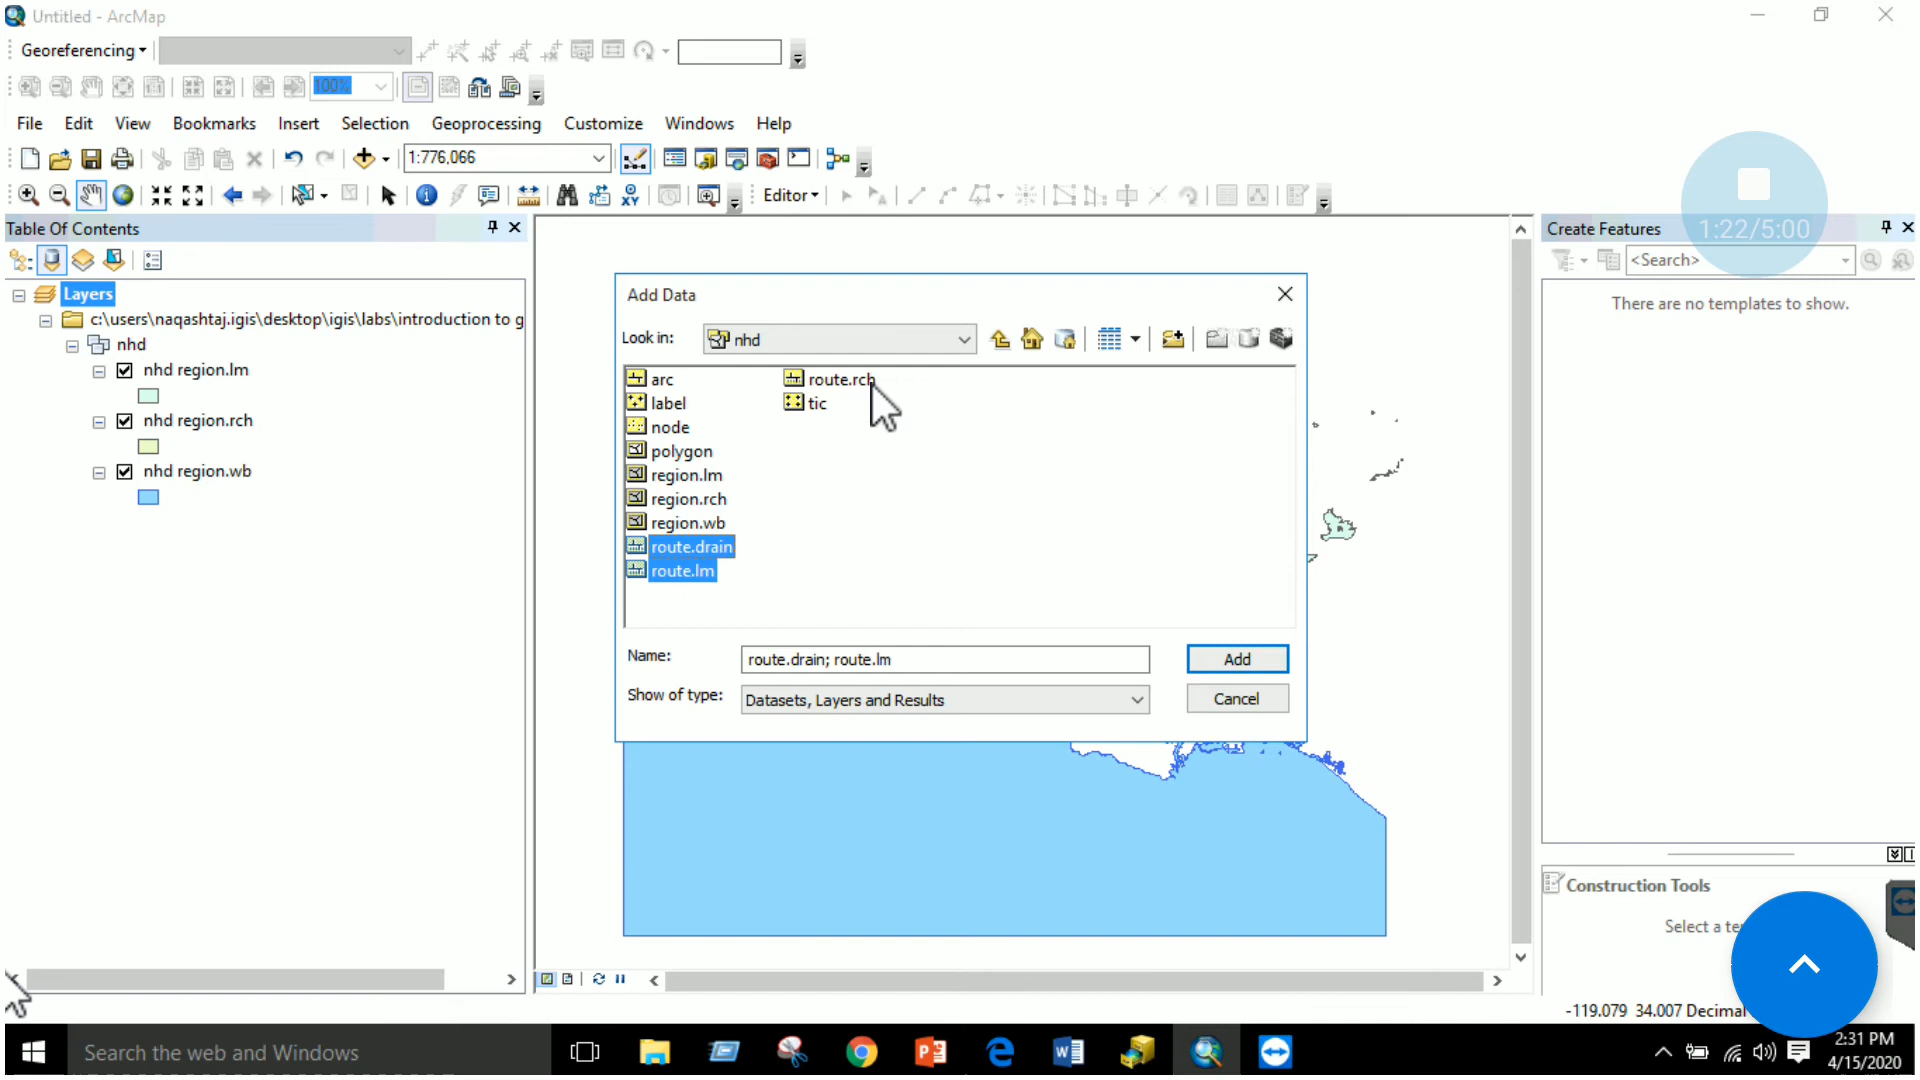 Untitled - ArcMap
Georeferencing
100%
File Edit View Bookmarks Insert Selection Geoprocessing Customize Windows Help
1:776,066
Editor
Table Of Contents
Create Features
1:22/5:00
<Search>
There are no templates to show.
Layers
c:\users\naqashtaj.igis\desktop\igis\labs\introduction to g
nhd
nhd region.lm
nhd region.rch
nhd region.wb
Add Data
Look in:
nhd
arc
label
node
polygon
region.lm
region.rch
region.wb
route.drain
route.lm
route.rch
tic
Name:
route.drain; route.lm
Add
Show of type:
Datasets, Layers and Results
Cancel
Construction Tools
Select a te
-119.079 34.007 Decimal
Search the web and Windows
2:31 PM
4/15/2020